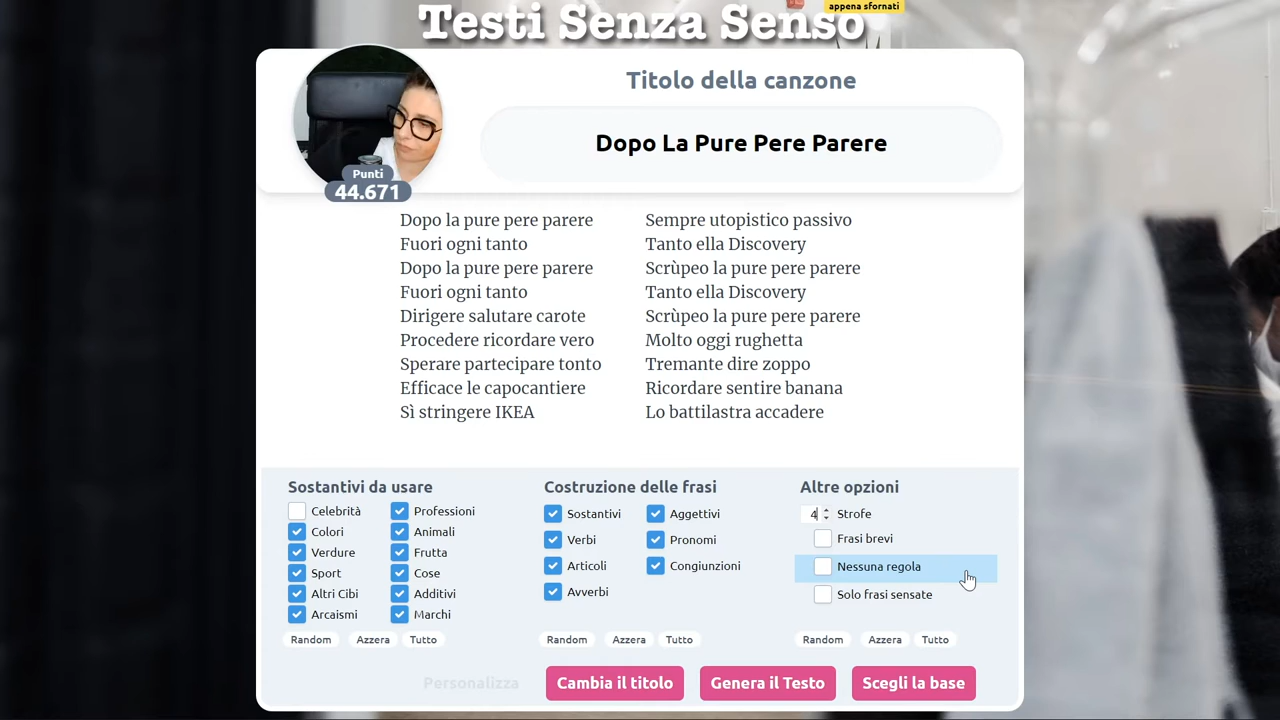 appena sfornati
Testi Senza Senso
Titolo della canzone
Dopo La Pure Pere Parere
Punti
44.671
Dopo la pure pere parere
Fuori ogni tanto
Dopo la pure pere parere
Fuori ogni tanto
Dirigere salutare carote
Procedere ricordare vero
Sperare partecipare tonto
Efficace le capocantiere
Sì stringere IKEA
Sempre utopistico passivo
Tanto ella Discovery
Scrùpeo la pure pere parere
Tanto ella Discovery
Scrùpeo la pure pere parere
Molto oggi rughetta
Tremante dire zoppo
Ricordare sentire banana
Lo battilastra accadere
Sostantivi da usare
Celebrità
Professioni
Colori
Animali
Verdure
Frutta
Sport
Cose
Altri Cibi
Additivi
Arcaismi
Marchi
Random
Azzera
Tutto
Costruzione delle frasi
Sostantivi
Aggettivi
Verbi
Pronomi
Articoli
Congiunzioni
Avverbi
Random
Azzera
Tutto
Altre opzioni
4 Strofe
Frasi brevi
Nessuna regola
Solo frasi sensate
Random
Azzera
Tutto
Personalizza
Cambia il titolo
Genera il Testo
Scegli la base